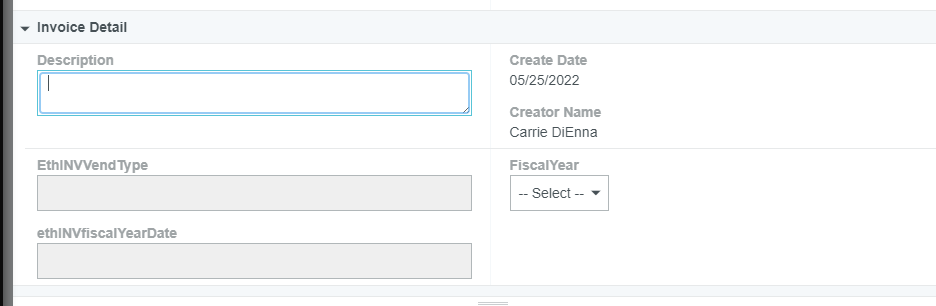 Invoice Detail
Description
Create Date
05/25/2022
Creator Name
Carrie DiEnna
EthINVVendType
FiscalYear
-- Select --
ethINVfiscalYearDate